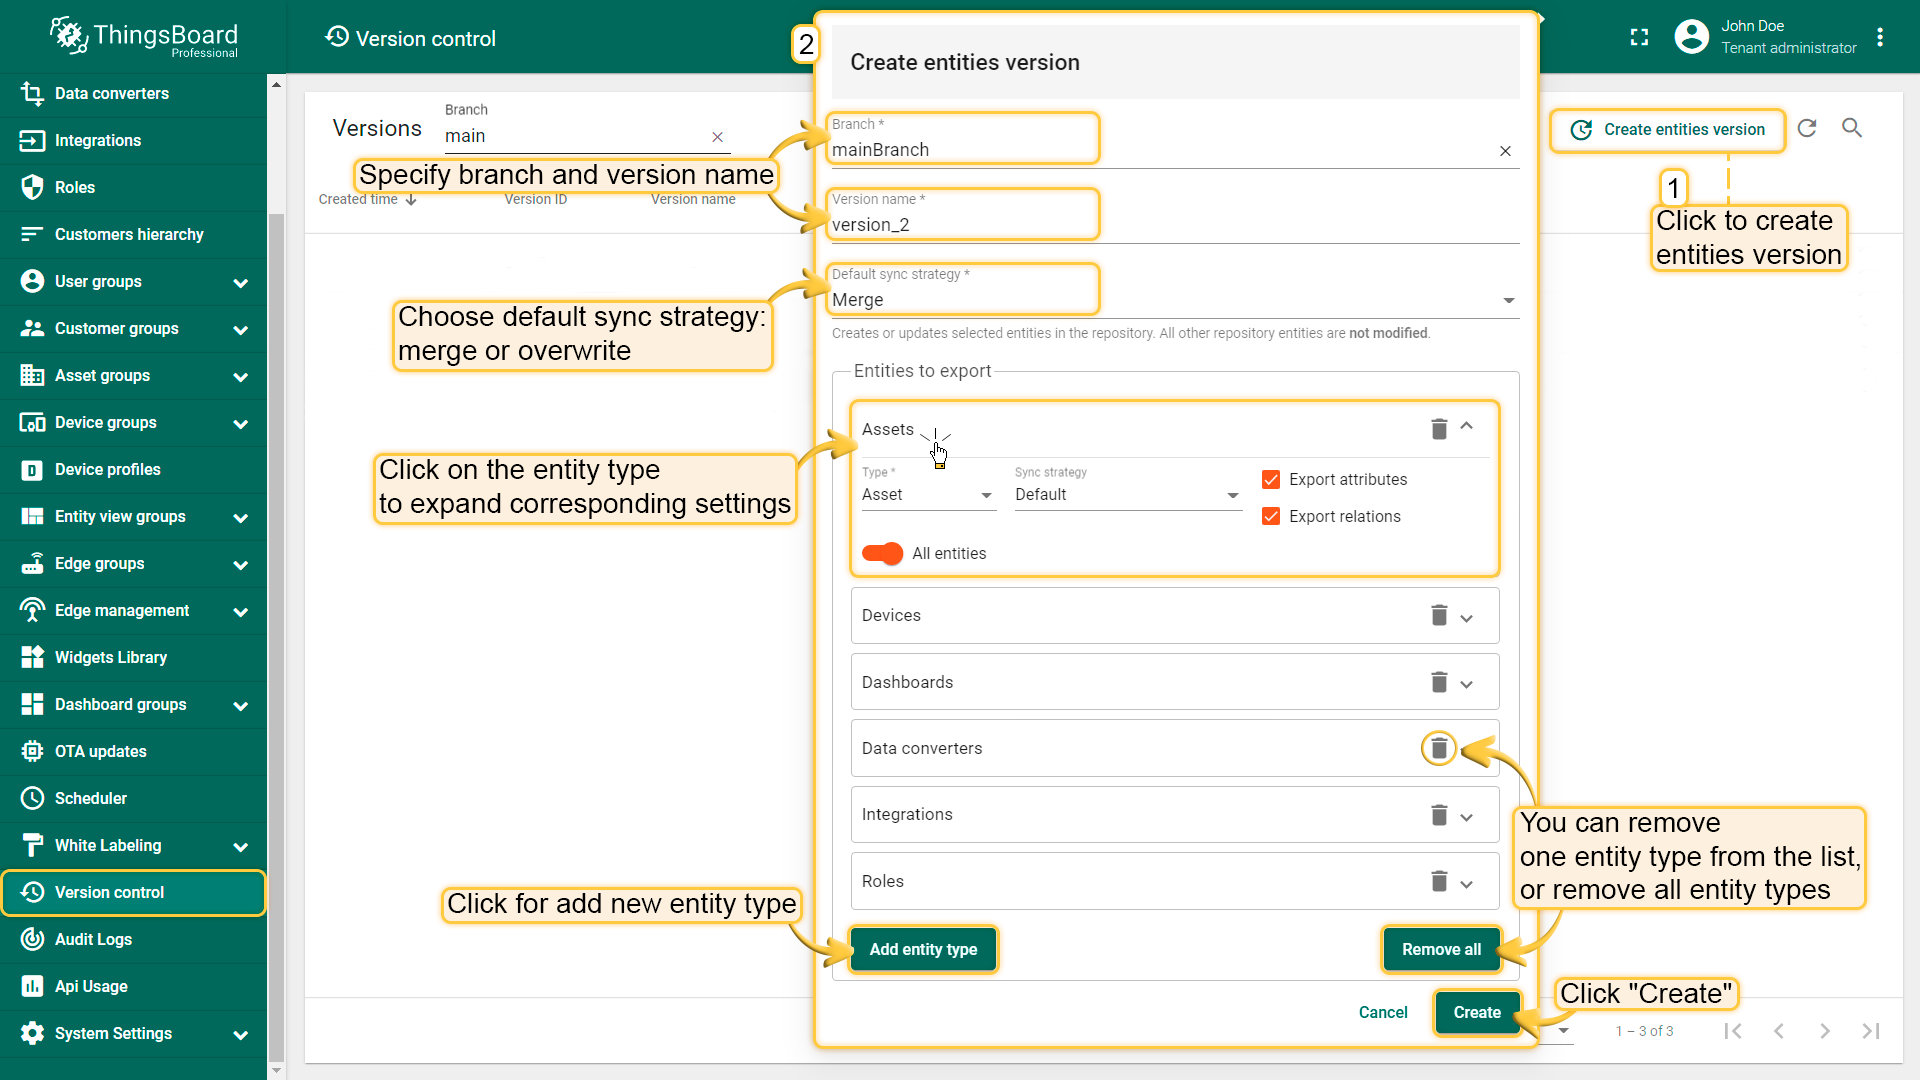 ThingsBoard
Professional
Version control
John Doe
Tenant administrator
Data converters
Integrations
Roles
Customers hierarchy
User groups
Customer groups
Asset groups
Device groups
Device profiles
Entity view groups
Edge groups
Edge management
Widgets Library
Dashboard groups
OTA updates
Scheduler
White Labeling
Version control
Audit Logs
Api Usage
System Settings
Versions
Branch
main
Created time
Version ID
Version name
Specify branch and version name
Choose default sync strategy:
merge or overwrite
Click on the entity type
to expand corresponding settings
Click for add new entity type
2
Create entities version
Branch *
mainBranch
Version name *
version_2
Default sync strategy *
Merge
Creates or updates selected entities in the repository. All other repository entities are not modified.
Entities to export
Assets
Type *
Asset
Sync strategy
Default
Export attributes
Export relations
All entities
Devices
Dashboards
Data converters
Integrations
Roles
Add entity type
Remove all
Cancel
Create
Create entities version
1
Click to create
entities version
You can remove
one entity type from the list,
or remove all entity types
Click "Create"
1 – 3 of 3